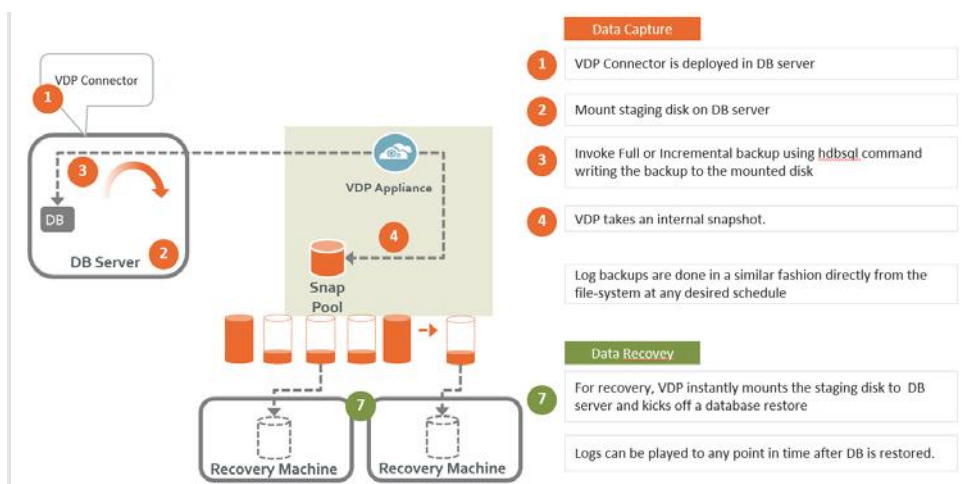 VDP Connector
1
3
DB
2
DB Server
VDP Appliance
4
Snap
Pool
7
Recovery Machine
Recovery Machine
Data Capture
1
VDP Connector is deployed in DB server
2
Mount staging disk on DB server
3
Invoke Full or Incremental backup using hdbsql command
writing the backup to the mounted disk
4
VDP takes an internal snapshot.
Log backups are done in a similar fashion directly from the
file-system at any desired schedule
Data Recovey
7
For recovery, VDP instantly mounts the staging disk to DB
server and kicks off a database restore
Logs can be played to any point in time after DB is restored.